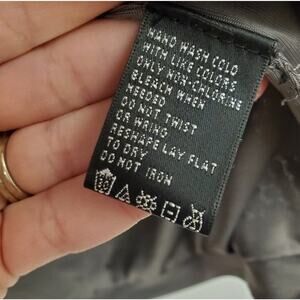 HAND WASH COLD
WITH LIKE COLORS
ONLY NON-CHLORINE
BLEACH WHEN
NEEDED
DO NOT TWIST
OR WRING
RESHAPE LAY FLAT
TO DRY
DO NOT IRON